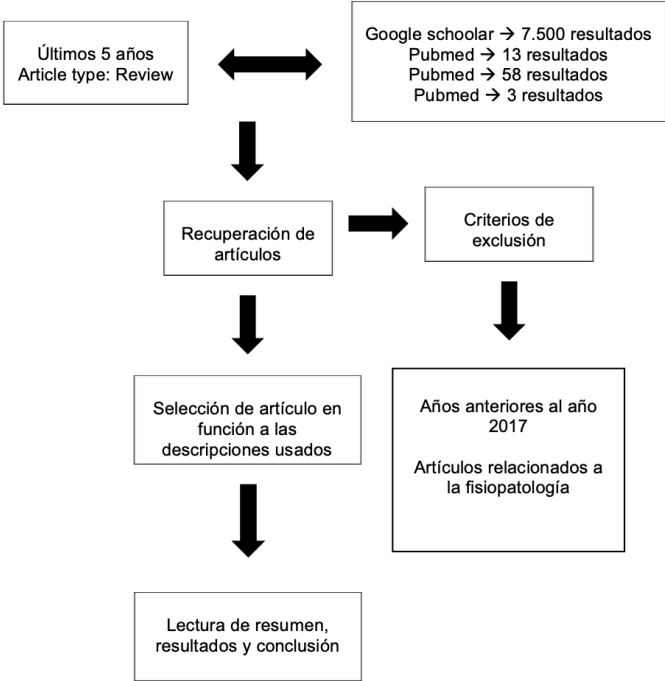 Últimos 5 años
Article type: Review
Google schoolar → 7.500 resultados
Pubmed → 13 resultados
Pubmed → 58 resultados
Pubmed → 3 resultados
Recuperación de
artículos
Criterios de
exclusión
Selección de artículo en
función a las
descripciones usados
Años anteriores al año
2017
Artículos relacionados a
la fisiopatología
Lectura de resumen,
resultados y conclusión